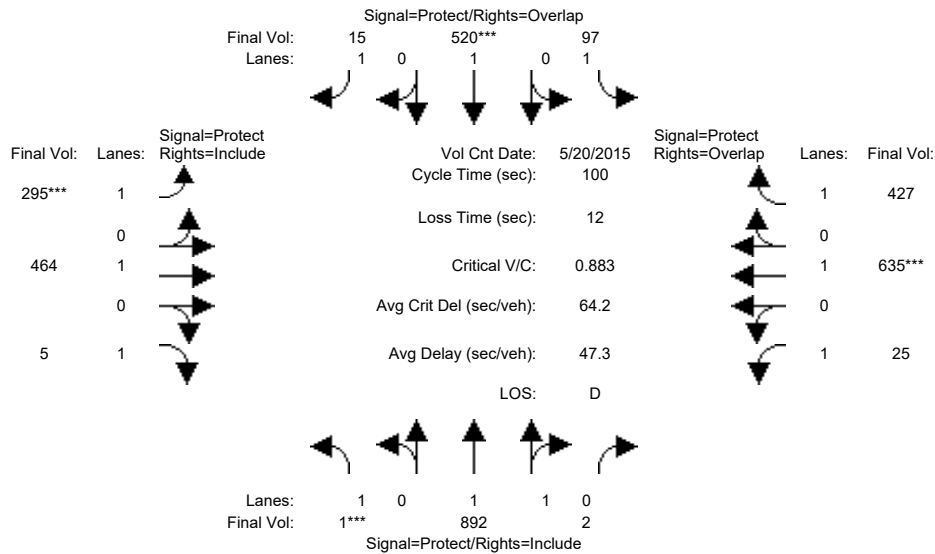 Signal=Protect/Rights=Overlap
Final Vol: 15 520*** 97
Lanes: 1 0 1 0 1
Signal=Protect
Final Vol: Lanes: Rights=Include
Vol Cnt Date: 5/20/2015
Signal=Protect
Rights=Overlap Lanes: Final Vol:
Cycle Time (sec): 100
295*** 1
1 427
Loss Time (sec): 12
0
0
464 1
Critical V/C: 0.883
1 635***
0
Avg Crit Del (sec/veh): 64.2
0
5 1
Avg Delay (sec/veh): 47.3
1 25
LOS: D
Lanes: 1 0 1 1 0
Final Vol: 1*** 892 2
Signal=Protect/Rights=Include